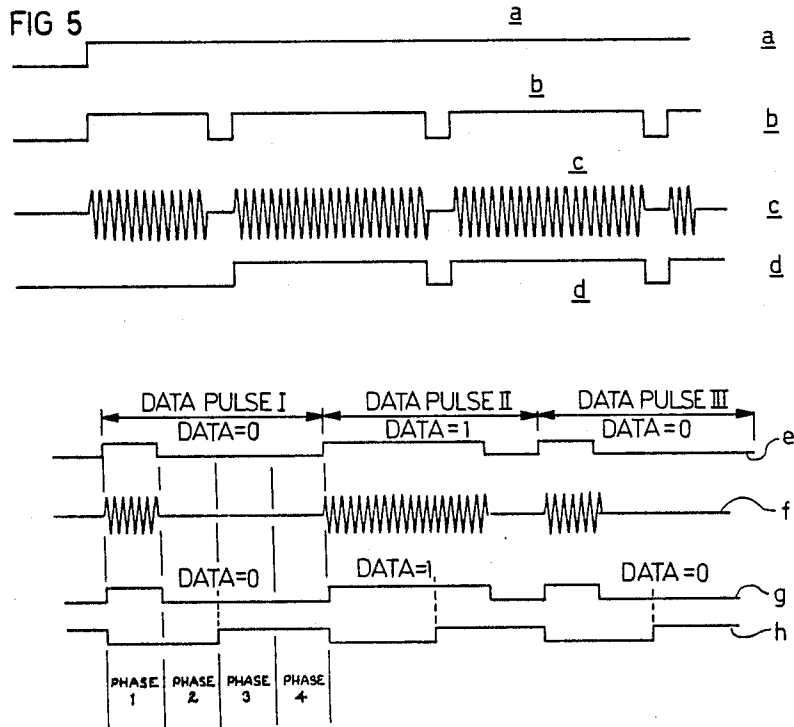 FIG 5
a
a
b
b
c
c
d
d
DATA PULSE I
DATA PULSE II
DATA PULSE III
DATA=0
DATA=1
DATA=0
e
f
DATA=0
DATA=1
DATA=0
g
h
PHASE 1
PHASE 2
PHASE 3
PHASE 4